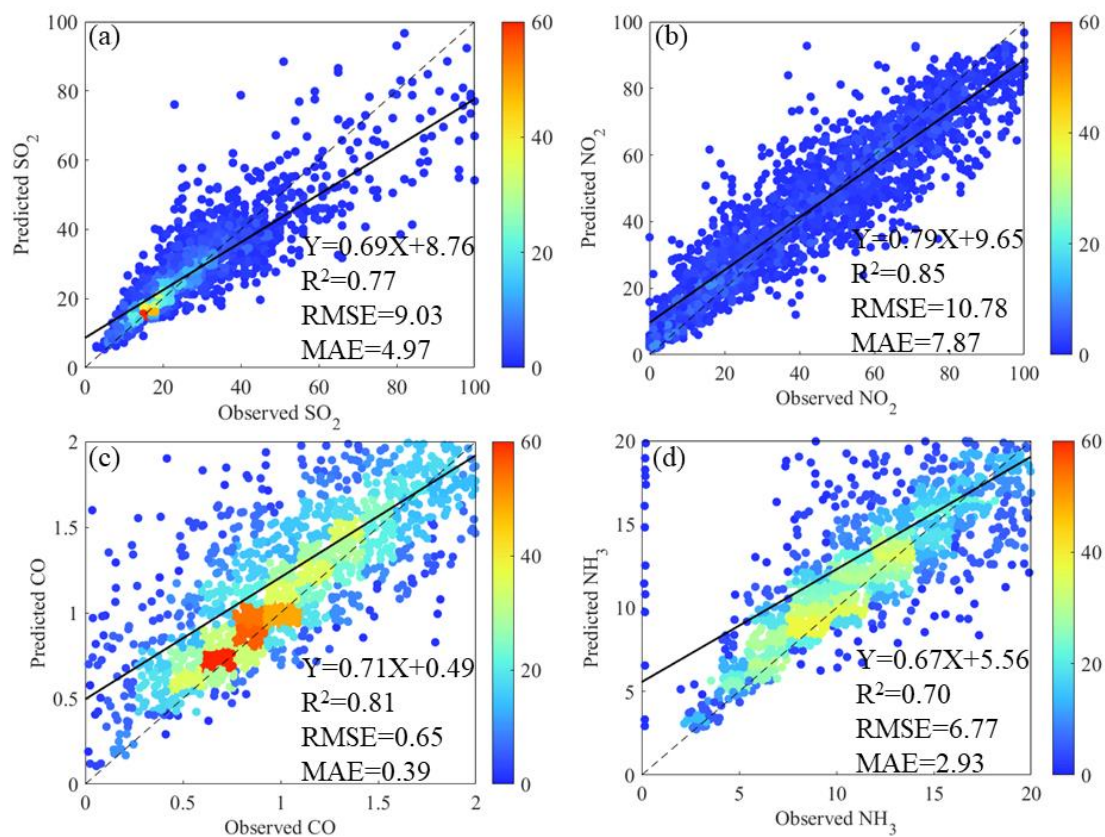 (a)
100
80
60
40
20
0
Predicted SO2
0 20 40 60 80 100
Observed SO2
Y=0.69X+8.76
R2=0.77
RMSE=9.03
MAE=4.97
60
40
20
0
(b)
100
80
60
40
20
0
Predicted NO2
0 20 40 60 80 100
Observed NO2
Y=0.79X+9.65
R2=0.85
RMSE=10.78
MAE=7.87
60
40
20
0
(c)
2
1.5
1
0.5
0
Predicted CO
0 0.5 1 1.5 2
Observed CO
Y=0.71X+0.49
R2=0.81
RMSE=0.65
MAE=0.39
60
40
20
0
(d)
20
15
10
5
0
Predicted NH3
0 5 10 15 20
Observed NH3
Y=0.67X+5.56
R2=0.70
RMSE=6.77
MAE=2.93
60
40
20
0